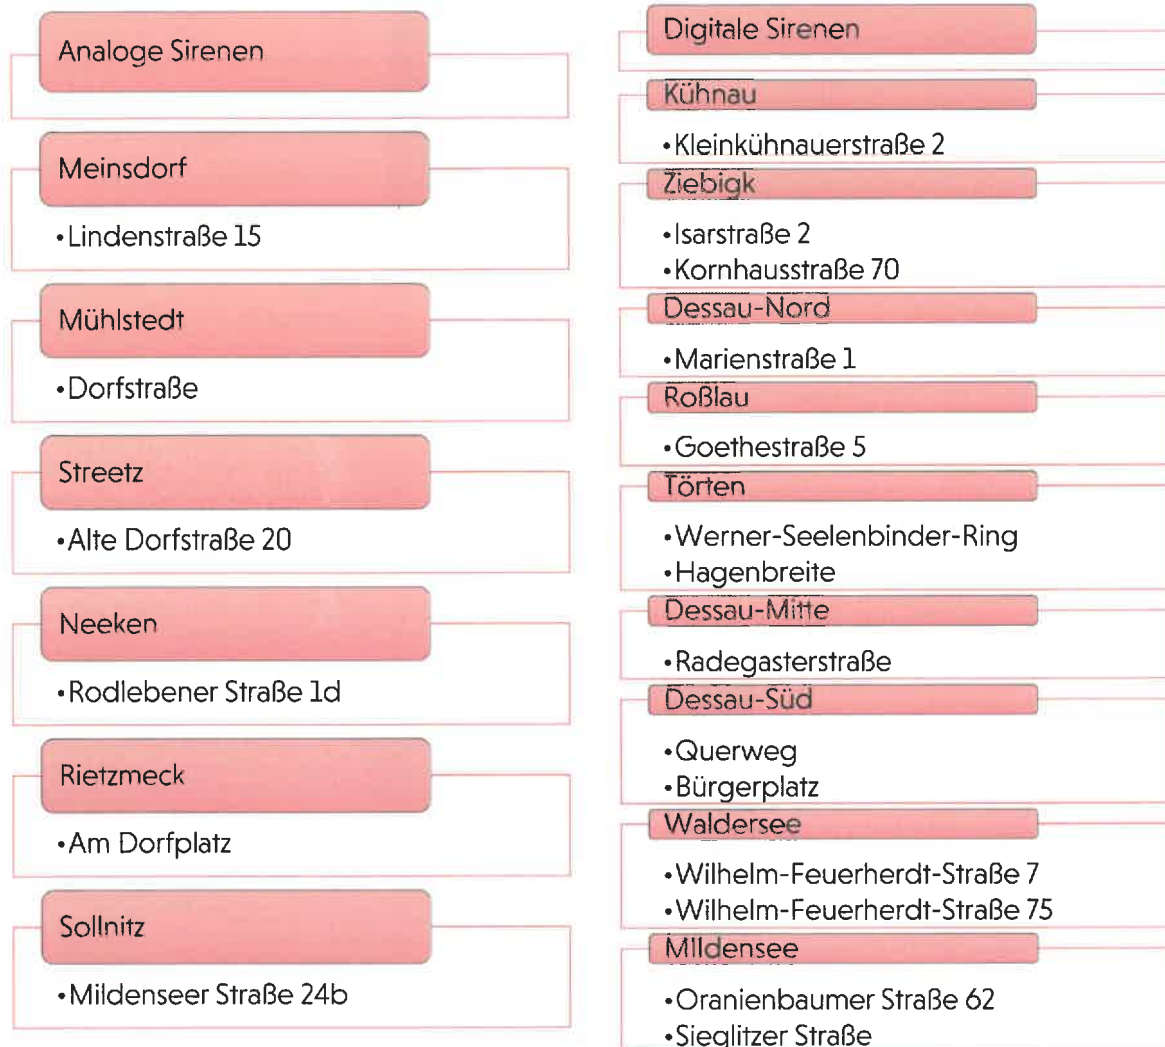 Analoge Sirenen
Meinsdorf
•Lindenstraße 15
Mühlstedt
•Dorfstraße
Streetz
•Alte Dorfstraße 20
Neeken
•Rodlebener Straße 1d
Rietzmeck
•Am Dorfplatz
Sollnitz
•Mildenseer Straße 24b
Digitale Sirenen
Kühnau
•Kleinkühnauerstraße 2
Ziebigk
•Isarstraße 2
•Kornhausstraße 70
Dessau-Nord
•Marienstraße 1
Roßlau
•Goethestraße 5
Törten
•Werner-Seelenbinder-Ring
•Hagenbreite
Dessau-Mitte
•Radegasterstraße
Dessau-Süd
•Querweg
•Bürgerplatz
Waldersee
•Wilhelm-Feuerherdt-Straße 7
•Wilhelm-Feuerherdt-Straße 75
Mildensee
•Oranienbaumer Straße 62
•Sieglitzer Straße